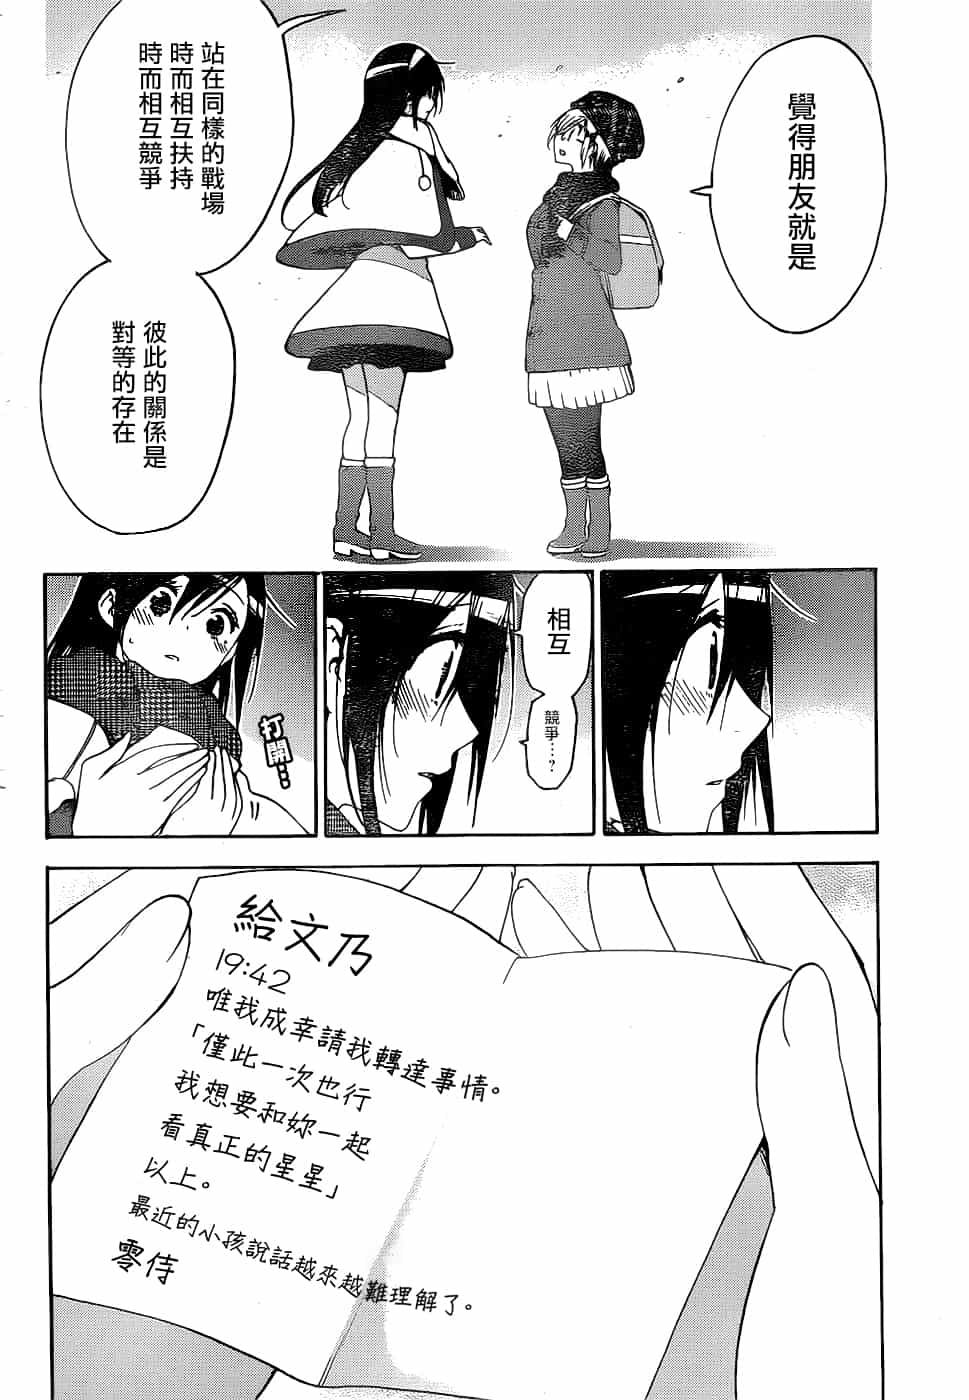 覺得朋友就是
站在同樣的戰場
時而相互扶持
時而相互競爭
彼此的關係是
對等的存在
相互
競爭…?
打開…
給文乃
19:42
唯我成幸請我轉達事情。
「僅此一次也行
我想要和妳一起
看真正的星星」
以上。
最近的小孩說話越來越難理解了。
零侍